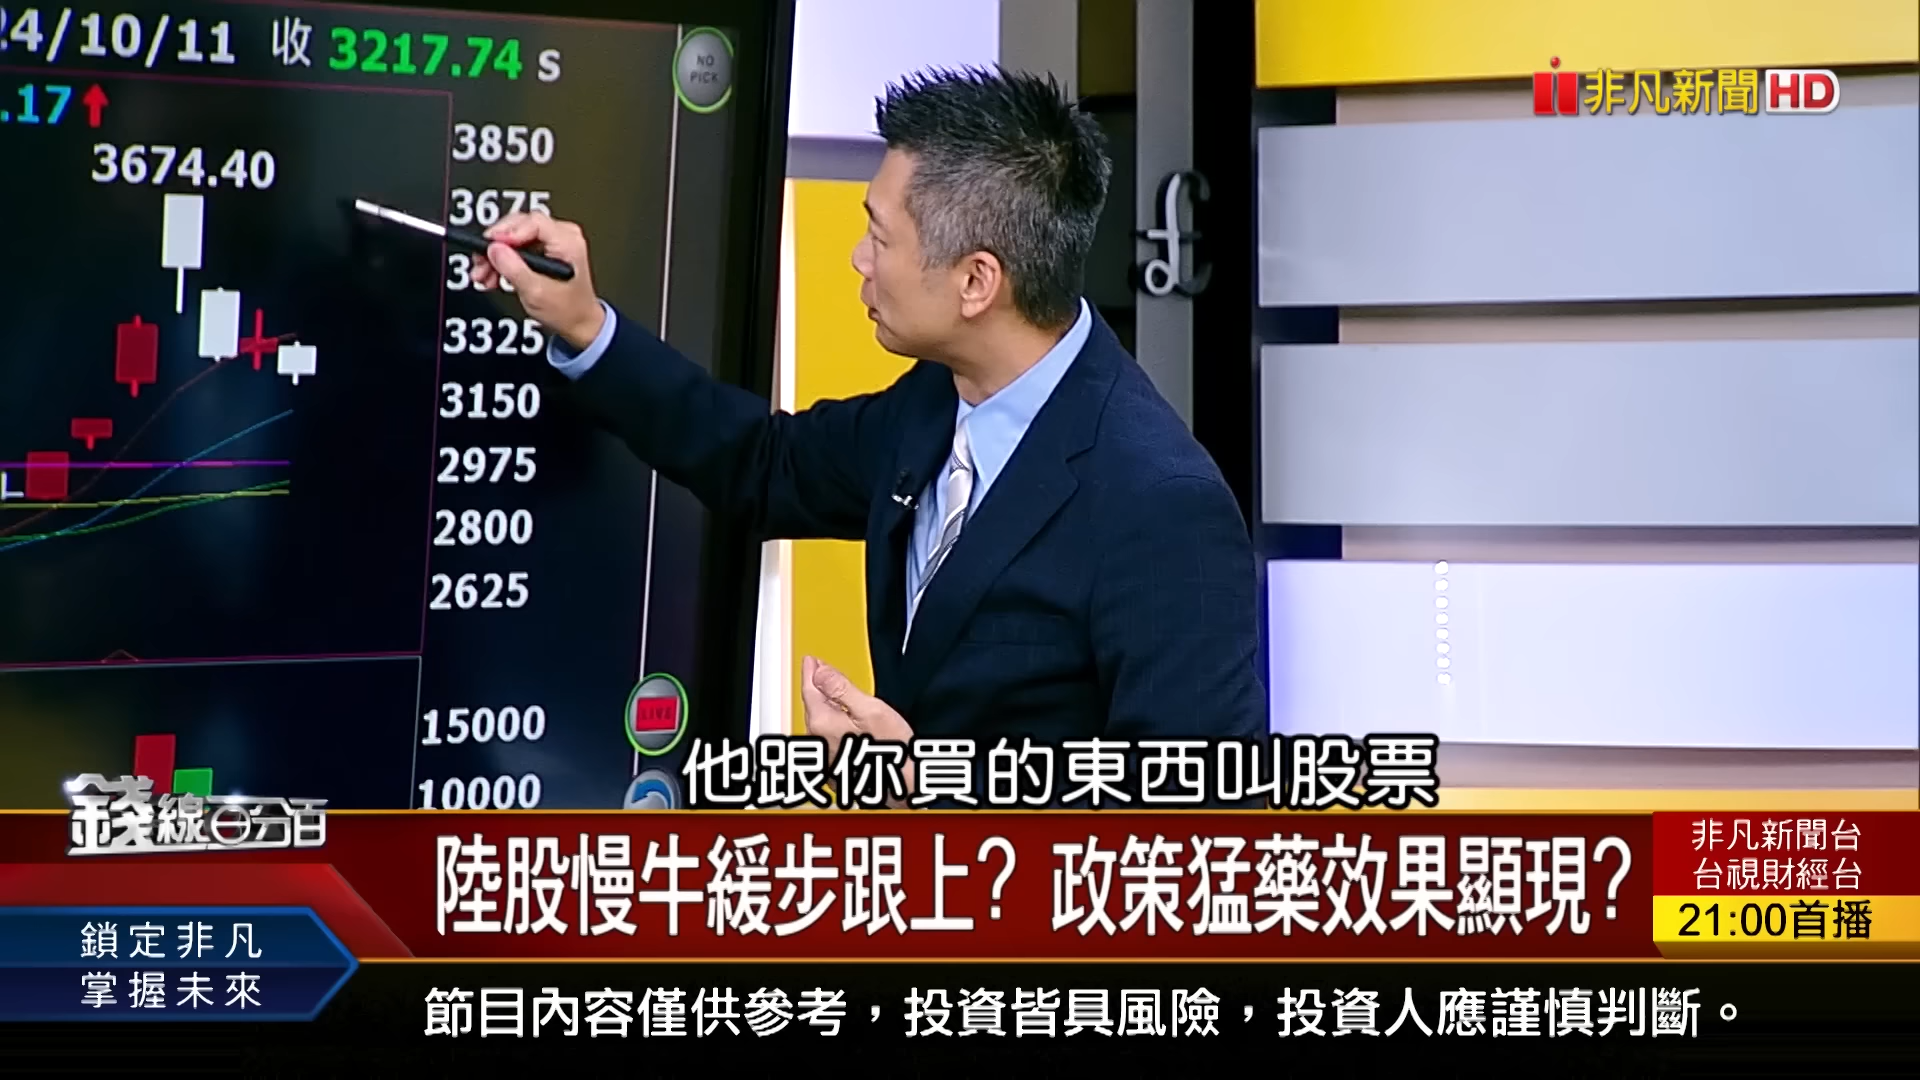 24/10/11 收 3217.74 s
.17
3674.40
NO PICK
3850
3675
3325
3150
2975
2800
2625
15000
10000
LIVE
£
非凡新聞HD
他跟你買的東西叫股票
錢線百分百
陸股慢牛緩步跟上? 政策猛藥效果顯現?
非凡新聞台
台視財經台
21:00首播
鎖定非凡
掌握未來
節目內容僅供參考，投資皆具風險，投資人應謹慎判斷。